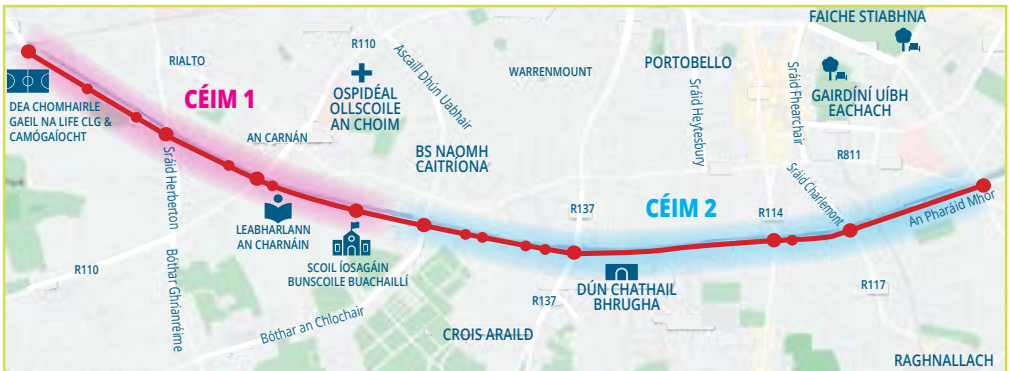 FAICHE STIABHNA
R110
RIALTO
Ascaill Dhún Uabhair
WARRENMOUNT
PORTOBELLO
Sráid Fhearchair
GAIRDÍNÍ UÍBH
EACHACH
DEA CHOMHAIRLE
GAEIL NA LIFE CLG &
CAMÓGAÍOCHT
CÉIM 1
OSPIDÉAL
OLLSCOILE
AN CHOIM
Sráid Heytesbury
AN CARNÁN
BS NAOMH
CAITRÍONA
R811
Sráid Herberton
Sráid Charlemont
LEABHARLANN
AN CHARNÁIN
R137
CÉIM 2
R114
An Pharáid Mhór
SCOIL ÍOSAGÁIN
BUNSCOILE BUACHAILLÍ
R110
Bóthar Ghrianréime
DÚN CHATHAIL
BHRUGHA
R137
R117
Bóthar an Chlochair
CROIS ARAILD
RAGHNALLACH